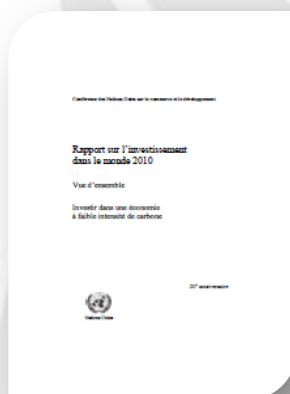 Conférence des Nations Unies sur le commerce et le développement
Rapport sur l'investissement
dans le monde 2010
Vue d'ensemble
Investir dans une économie
à faible intensité de carbone
20e anniversaire
Nations Unies